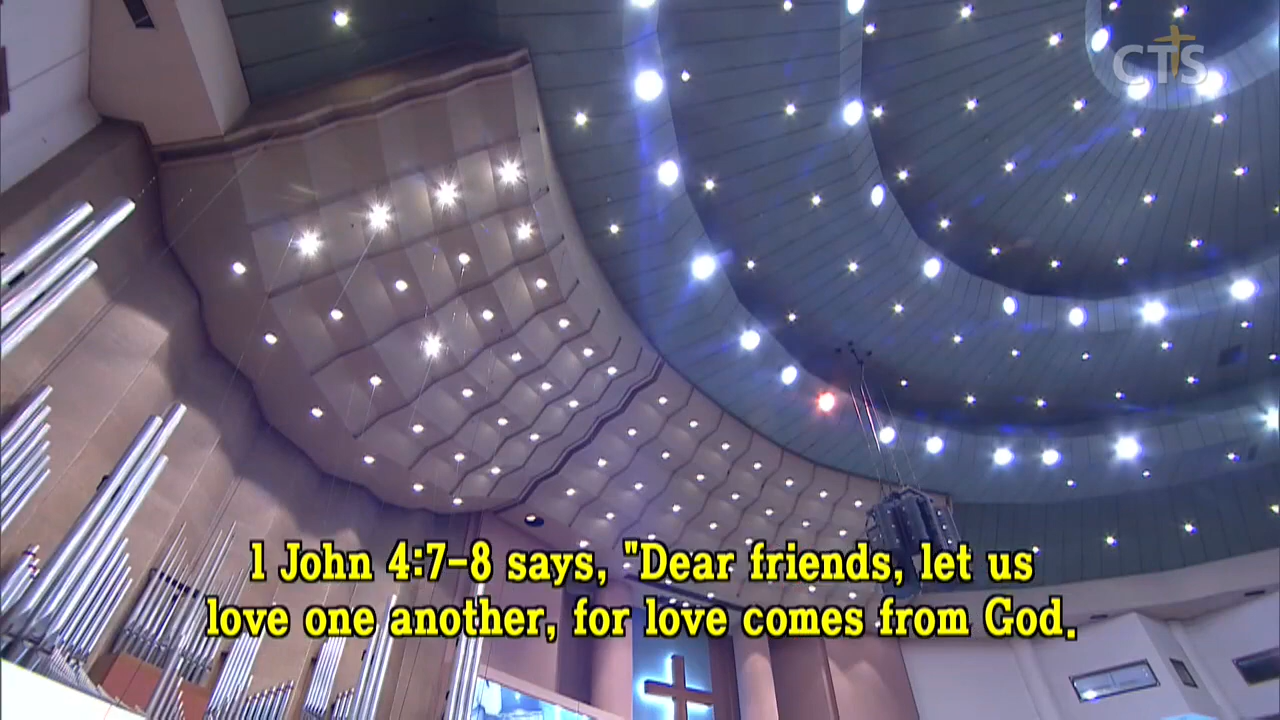 CTS
1 John 4:7-8 says, "Dear friends, let us
love one another, for love comes from God.